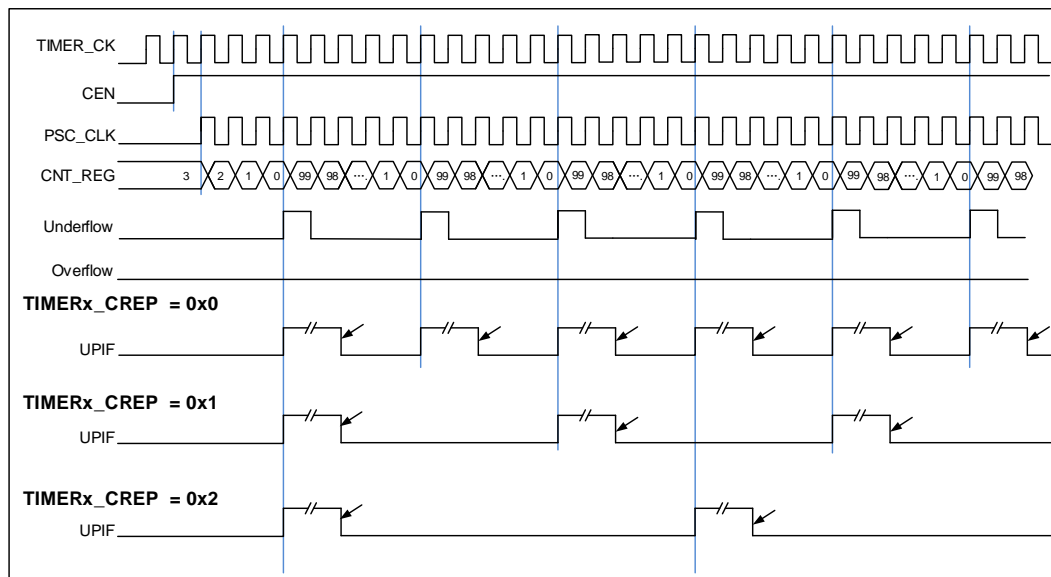 TIMER_CK
CEN
PSC_CLK
CNT_REG 3 2 1 0 99 98 ... 1 0 99 98 ... 1 0 99 98 ... 1 0 99 98 ... 1 0 99 98 ... 1 0 99 98
Underflow
Overflow
TIMERx_CREP = 0x0
UPIF
TIMERx_CREP = 0x1
UPIF
TIMERx_CREP = 0x2
UPIF